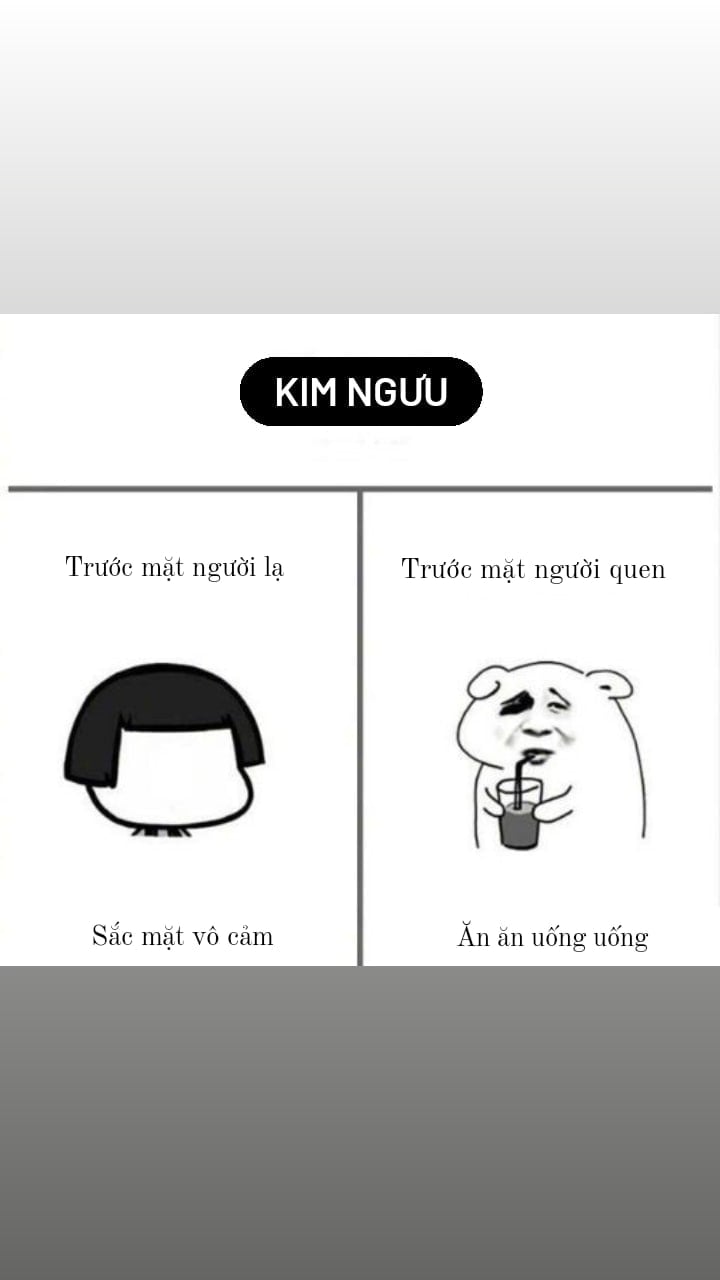 KIM NGƯU
Trước mặt người lạ
Trước mặt người quen
Sắc mặt vô cảm
Ăn ăn uống uống